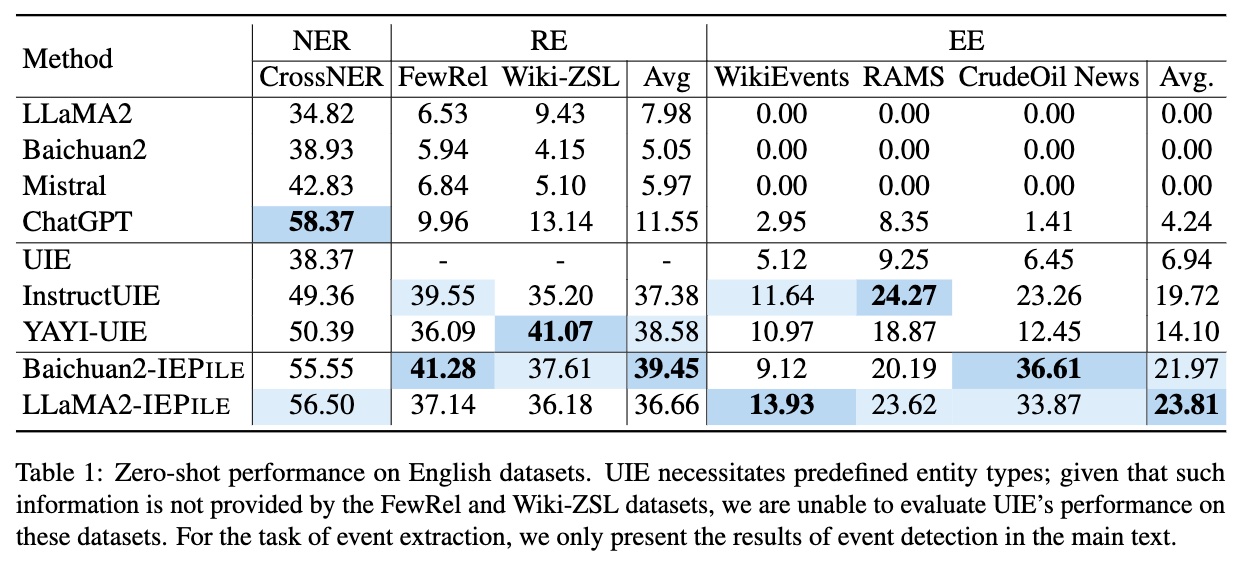 Method NER RE EE
CrossNER FewRel Wiki-ZSL Avg WikiEvents RAMS CrudeOil News Avg.
LLaMA2 34.82 6.53 9.43 7.98 0.00 0.00 0.00 0.00
Baichuan2 38.93 5.94 4.15 5.05 0.00 0.00 0.00 0.00
Mistral 42.83 6.84 5.10 5.97 0.00 0.00 0.00 0.00
ChatGPT 58.37 9.96 13.14 11.55 2.95 8.35 1.41 4.24
UIE 38.37 - - - 5.12 9.25 6.45 6.94
InstructUIE 49.36 39.55 35.20 37.38 11.64 24.27 23.26 19.72
YAYI-UIE 50.39 36.09 41.07 38.58 10.97 18.87 12.45 14.10
Baichuan2-IEPILE 55.55 41.28 37.61 39.45 9.12 20.19 36.61 21.97
LLaMA2-IEPILE 56.50 37.14 36.18 36.66 13.93 23.62 33.87 23.81
Table 1: Zero-shot performance on English datasets. UIE necessitates predefined entity types; given that such
information is not provided by the FewRel and Wiki-ZSL datasets, we are unable to evaluate UIE's performance on
these datasets. For the task of event extraction, we only present the results of event detection in the main text.